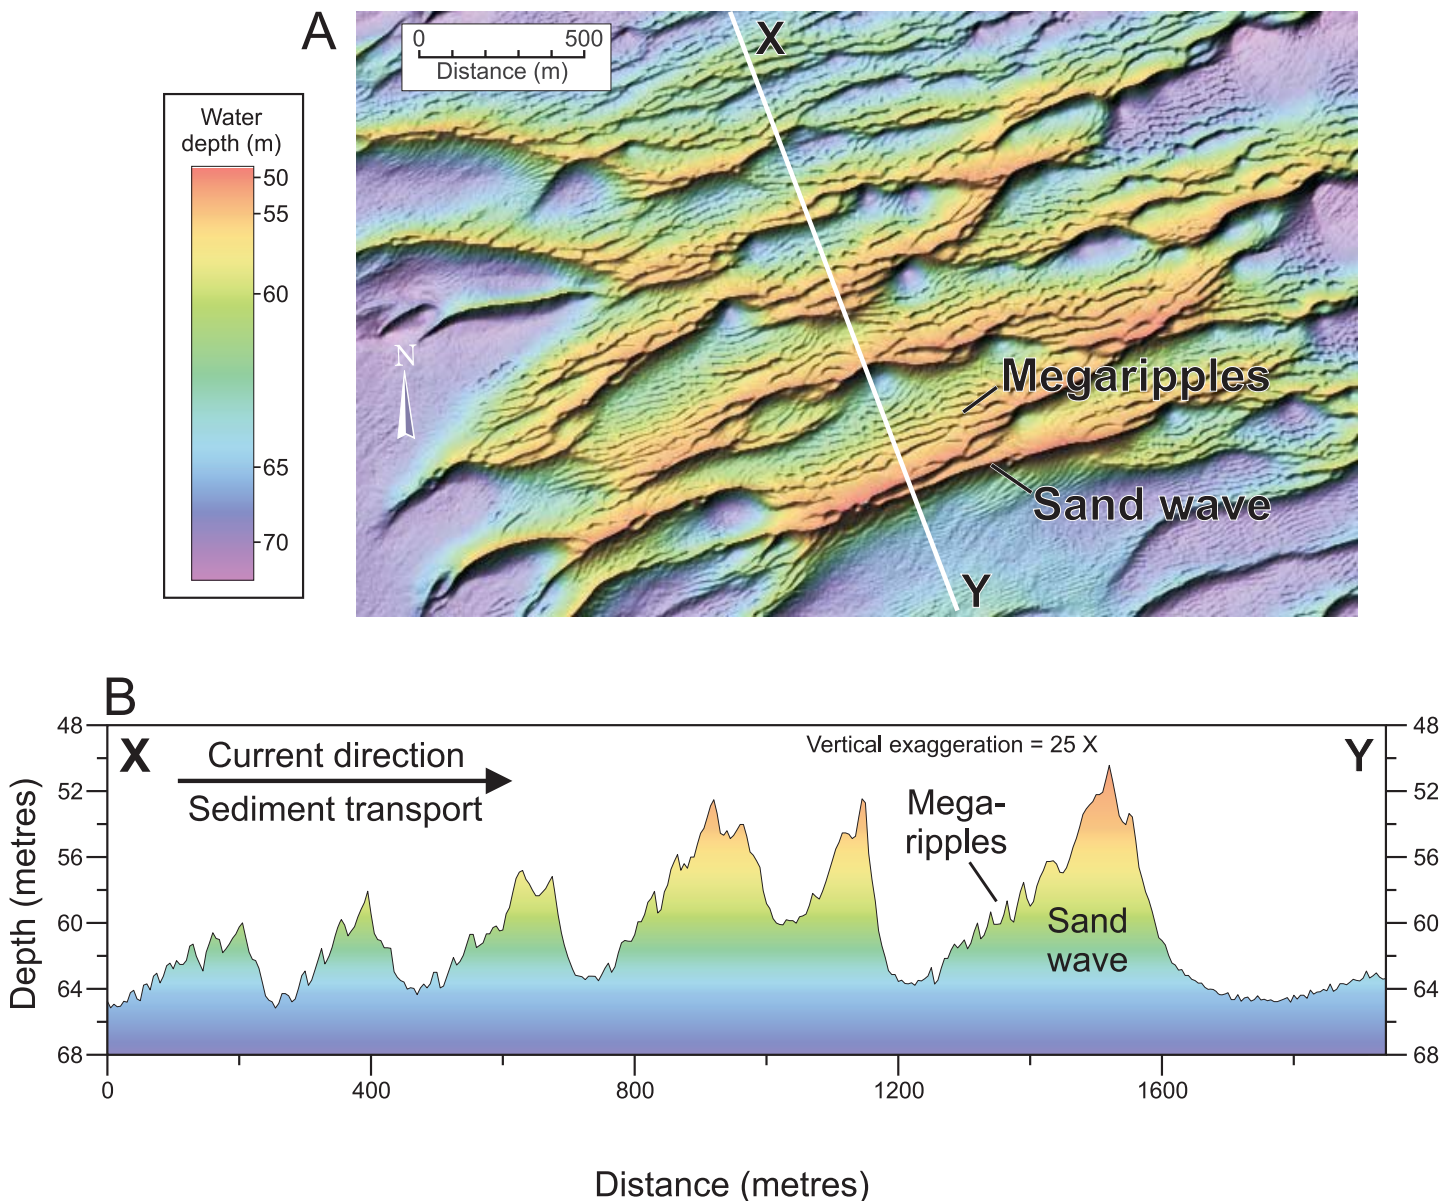 A
0 500
Distance (m)
X
Water
depth (m)
50
55
60
65
70
N
Megaripples
Sand wave
Y
B
48 48
X Current direction Vertical exaggeration = 25 X Y
Sediment transport
52 52
Mega-
ripples
56 56
60 60
Sand
wave
64 64
68 68
Depth (metres)
0 400 800 1200 1600
Distance (metres)